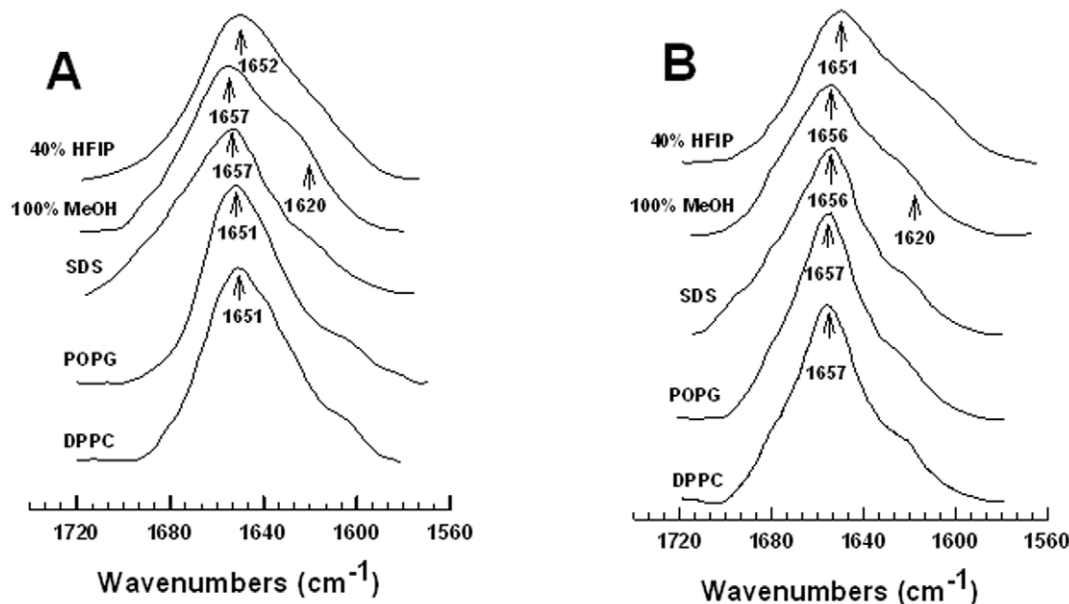 A
1652
40% HFIP
1657
100% MeOH
1657
1620
SDS
1651
1651
POPG
DPPC
1720 1680 1640 1600 1560
Wavenumbers (cm-1)
B
1651
40% HFIP
1656
100% MeOH
1656
1620
SDS
1657
POPG
1657
DPPC
1720 1680 1640 1600 1560
Wavenumbers (cm-1)